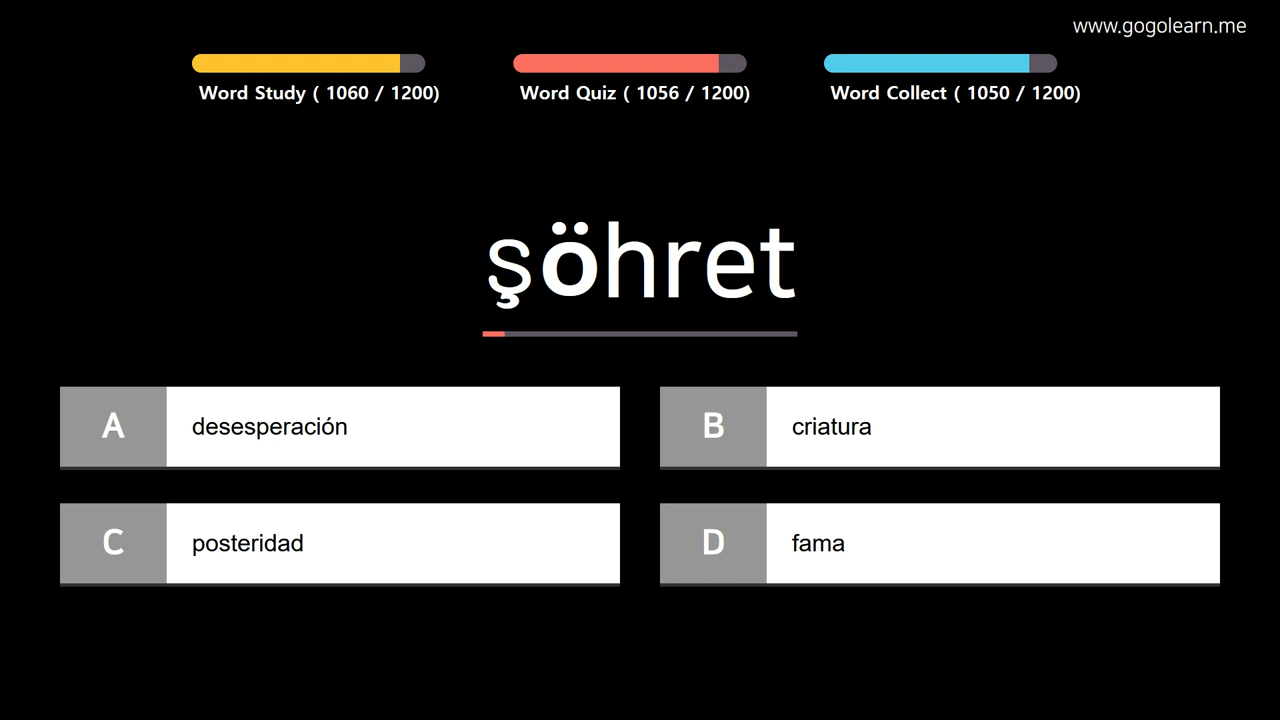 www.gogolearn.me
Word Study ( 1060 / 1200)
Word Quiz ( 1056 / 1200)
Word Collect ( 1050 / 1200)
şöhret
A desesperación
B criatura
C posteridad
D fama